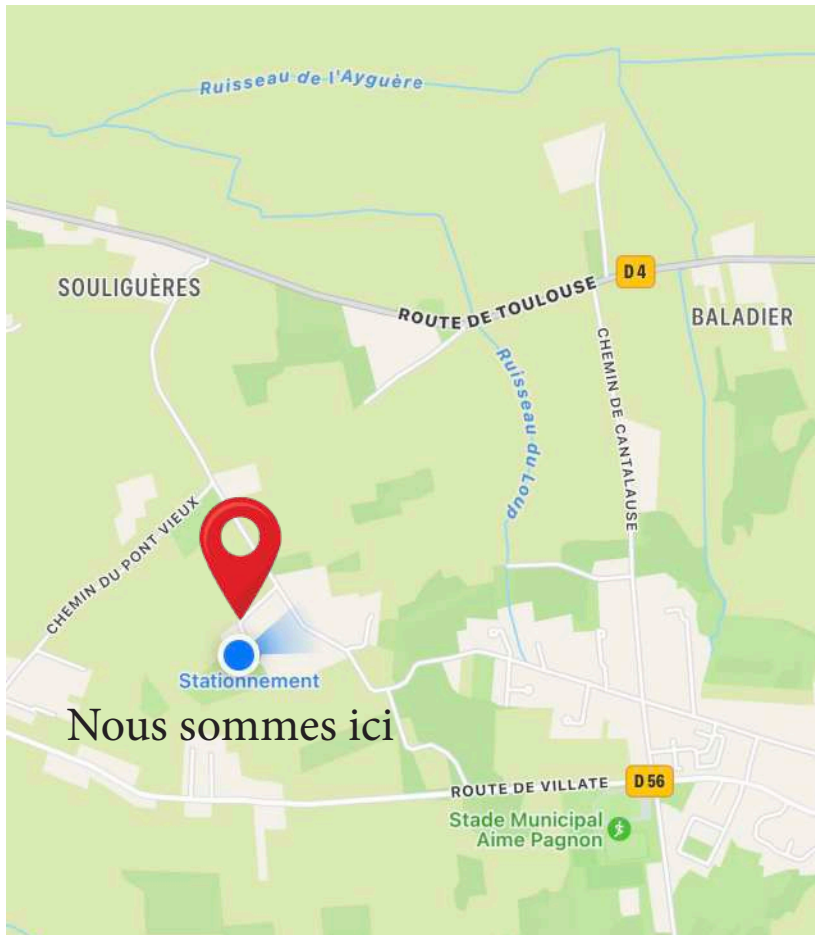 Ruisseau de l'Ayguère
SOULIGUÈRES
D 4
ROUTE DE TOULOUSE
BALADIER
Ruisseau du Loup
CHEMIN DE CANTALAUSE
CHEMIN DU PONT VIEUX
Stationnement
Nous sommes ici
ROUTE DE VILLATE
D 56
Stade Municipal
Aime Pagnon